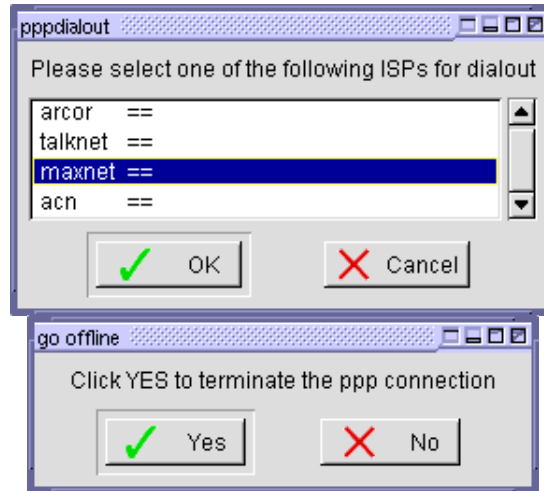 pppdialout
Please select one of the following ISPs for dialout
arcor ==
talknet ==
maxnet ==
acn ==
OK Cancel
go offline
Click YES to terminate the ppp connection
Yes No